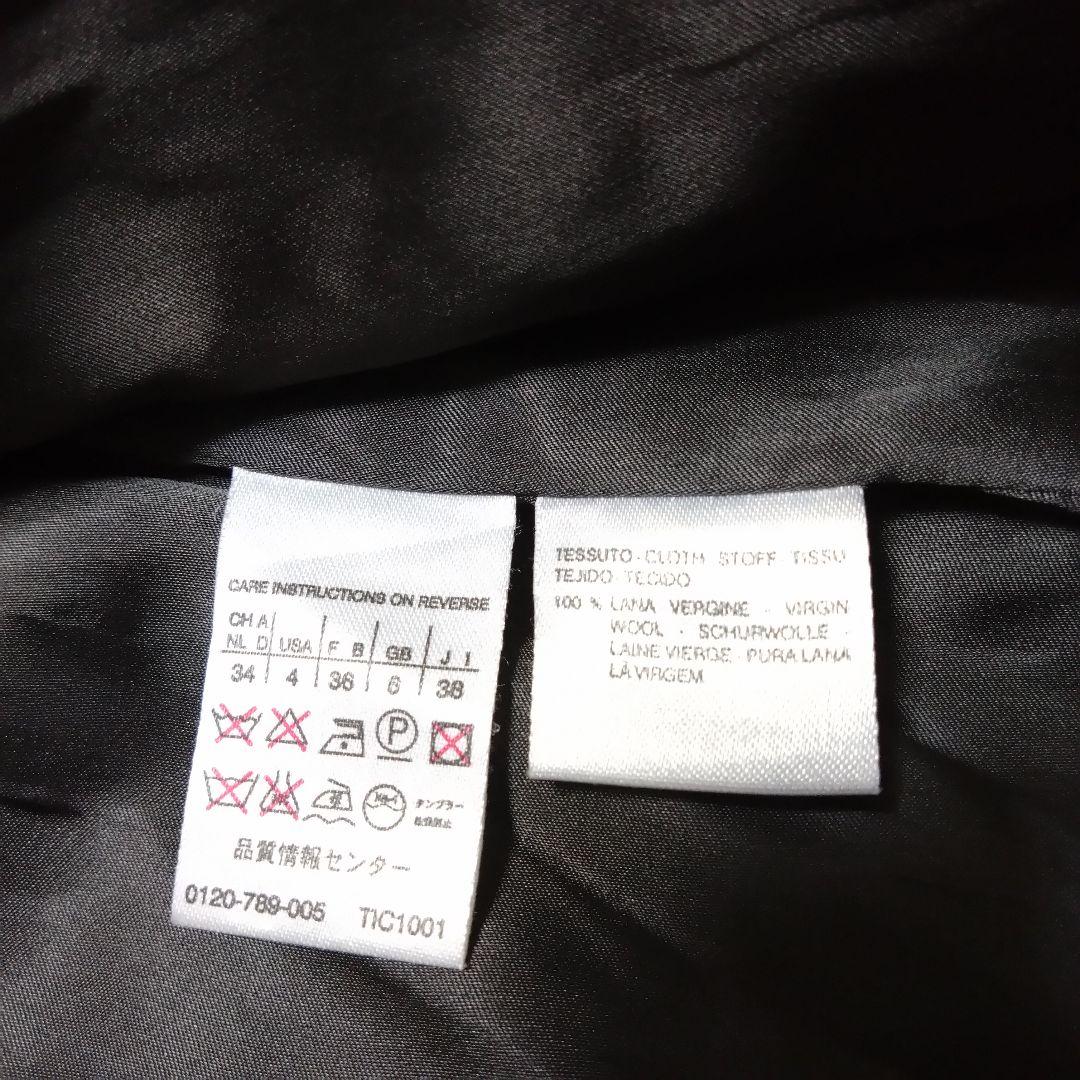 CARE INSTRUCTIONS ON REVERSE
CH A
NL D USA F B GB J I
34 4 36 6 38
P
タンブラー
乾燥禁止
品質情報センター
0120-789-005 TIC1001
TESSUTO · CLOTH STOFF TISSU
TEJIDO · TECIDO
100 % LANA VERGINE · VIRGIN
WOOL · SCHURWOLLE ·
LAINE VIERGE · PURA LANA
LÀ VIRGEM